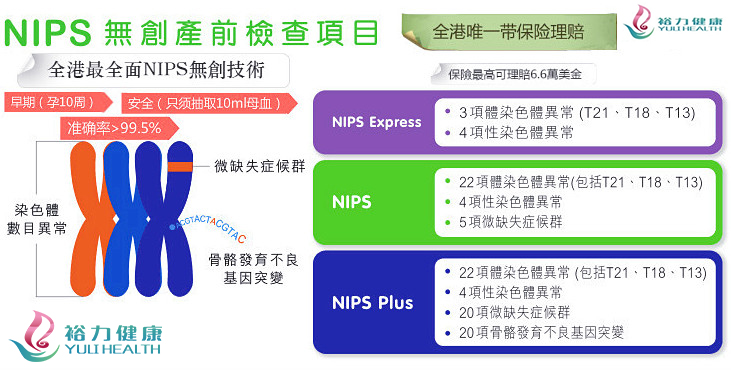 NIPS 無創產前檢查項目
全港唯一带保险理赔
裕力健康
YULI HEALTH
全港最全面NIPS無創技術
保險最高可理賠6.6萬美金
早期（孕10周）
安全（只须抽取10ml母血）
准确率>99.5%
微缺失症候群
染色體
數目異常
ACGTACTACGTAC
骨骼發育不良
基因突變
NIPS Express
• 3項體染色體異常 (T21、T18、T13)
• 4項性染色體異常
NIPS
• 22項體染色體異常(包括T21、T18、T13)
• 4項性染色體異常
• 5項微缺失症候群
NIPS Plus
• 22項體染色體異常 (包括T21、T18、T13)
• 4項性染色體異常
• 20項微缺失症候群
• 20項骨骼發育不良基因突變
裕力健康
YULI HEALTH